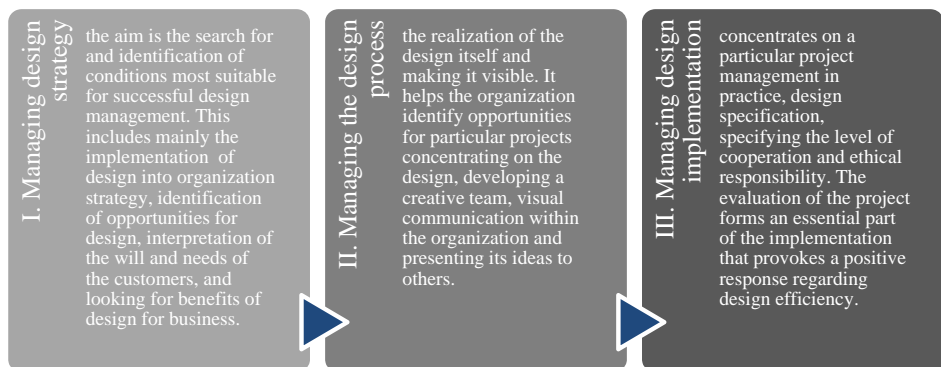 I. Managing design
strategy
the aim is the search for
and identification of
conditions most suitable
for successful design
management. This
includes mainly the
implementation of
design into organization
strategy, identification
of opportunities for
design, interpretation of
the will and needs of
the customers, and
looking for benefits of
design for business.
II. Managing the design
process
the realization of the
design itself and
making it visible. It
helps the organization
identify opportunities
for particular projects
concentrating on the
design, developing a
creative team, visual
communication within
the organization and
presenting its ideas to
others.
III. Managing design
implementation
concentrates on a
particular project
management in
practice, design
specification,
specifying the level of
cooperation and ethical
responsibility. The
evaluation of the project
forms an essential part
of the implementation
that provokes a positive
response regarding
design efficiency.